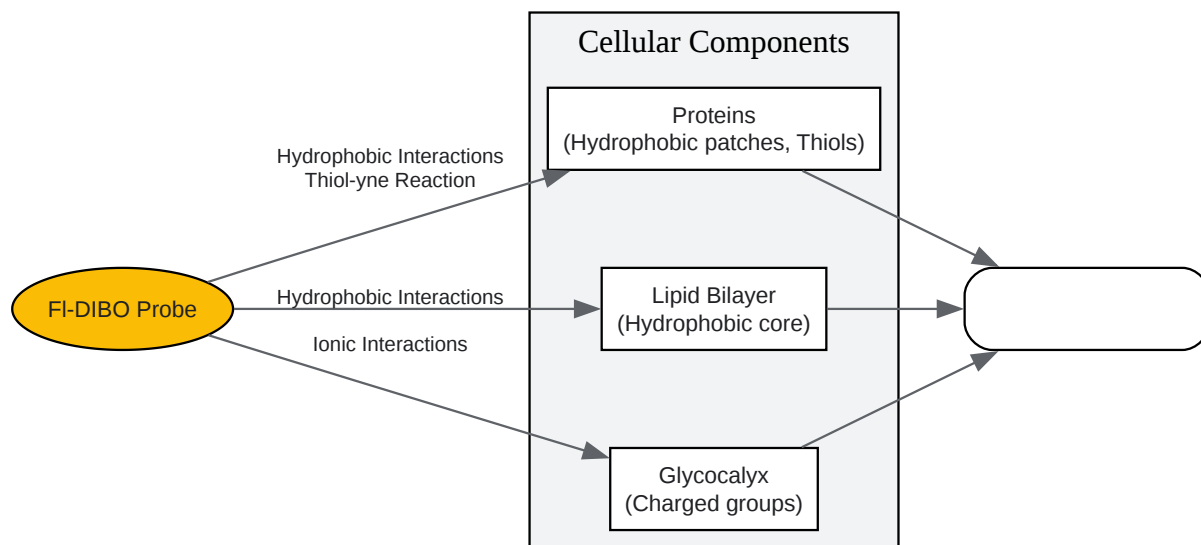 Cellular Components
Proteins
(Hydrophobic patches, Thiols)
Hydrophobic Interactions
Thiol-yne Reaction
Fl-DIBO Probe
Hydrophobic Interactions
Lipid Bilayer
(Hydrophobic core)
Ionic Interactions
Glycocalyx
(Charged groups)